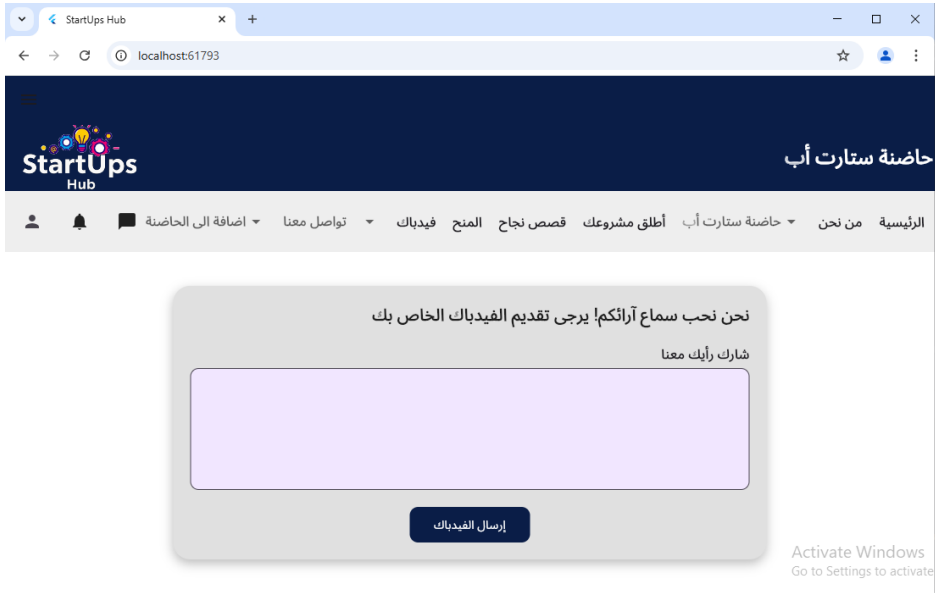 StartUps Hub
localhost:61793
StartUps
Hub
حاضنة ستارت أب
الرئيسية من نحن حاضنة ستارت أب أطلق مشروعك قصص نجاح المنح فيدباك تواصل معنا اضافة الى الحاضنة
نحن نحب سماع آرائكم! يرجى تقديم الفيدباك الخاص بك
شارك رأيك معنا
إرسال الفيدباك
Activate Windows
Go to Settings to activate